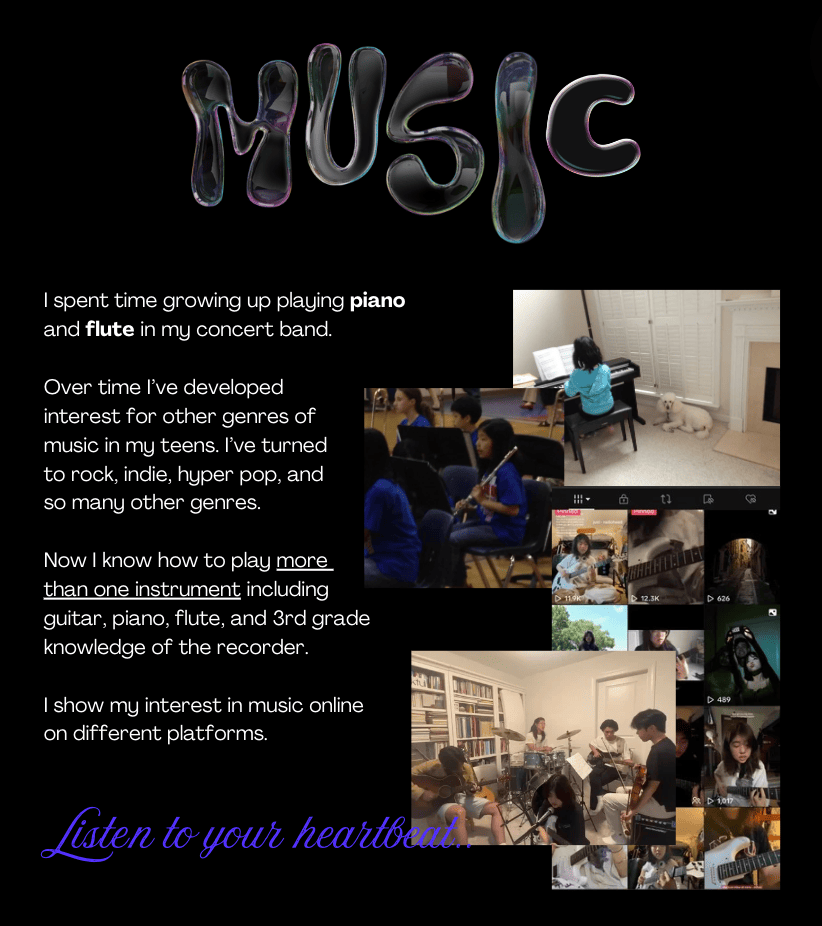 MUSIC
I spent time growing up playing piano
and flute in my concert band.
Over time I've developed
interest for other genres of
music in my teens. I've turned
to rock, indie, hyper pop, and
so many other genres.
Now I know how to play more
than one instrument including
guitar, piano, flute, and 3rd grade
knowledge of the recorder.
I show my interest in music online
on different platforms.
Listen to your heartbeat..
11.9K
12.3K
626
489
1,017